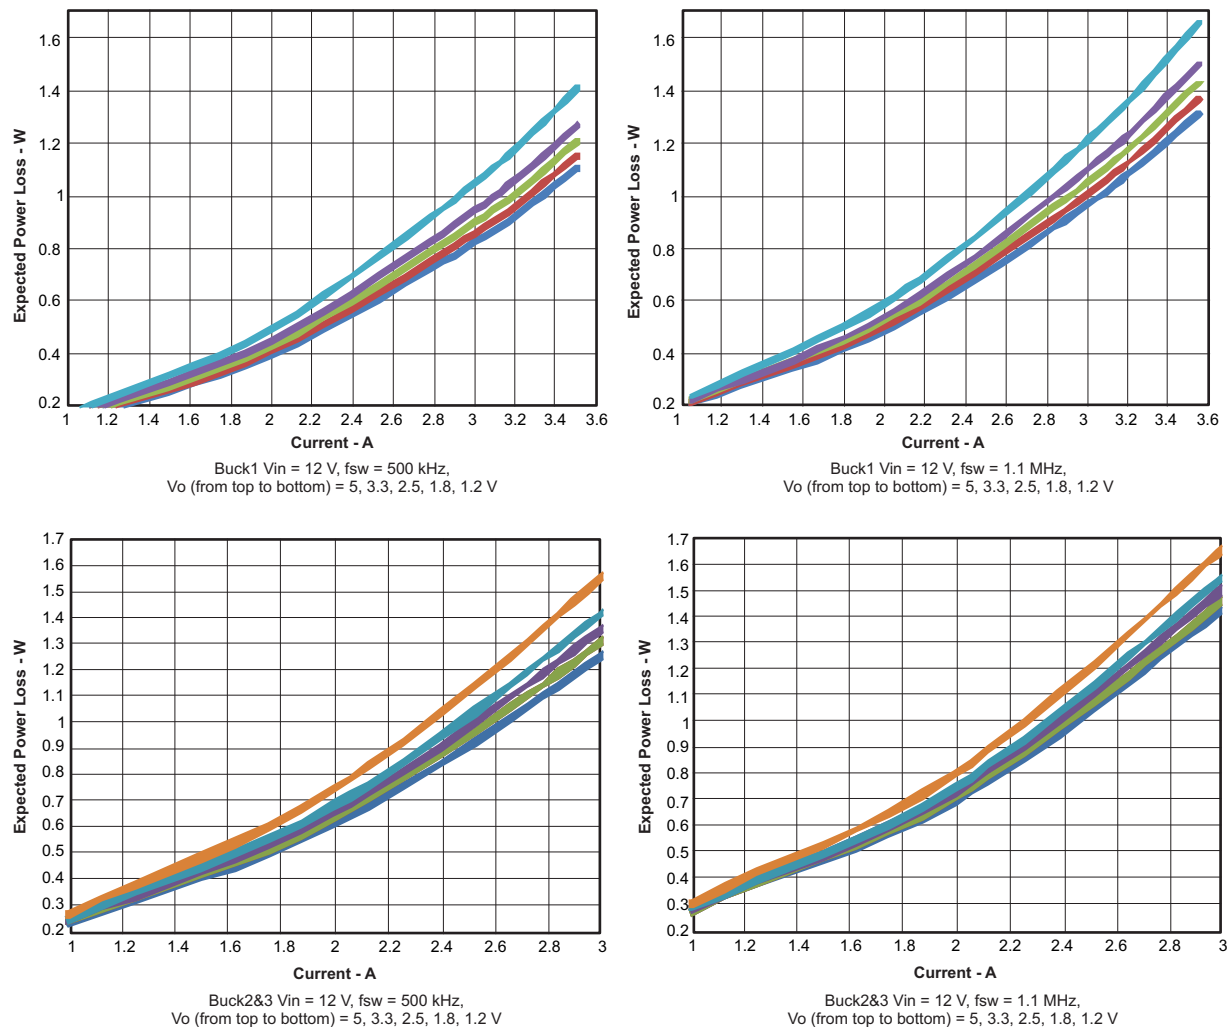 1.6
1.4
1.2
1
0.8
0.6
0.4
0.2
Expected Power Loss - W
1 1.2 1.4 1.6 1.8 2 2.2 2.4 2.6 2.8 3 3.2 3.4 3.6
Current - A
Buck1 Vin = 12 V, fsw = 500 kHz,
Vo (from top to bottom) = 5, 3.3, 2.5, 1.8, 1.2 V
1.6
1.4
1.2
1
0.8
0.6
0.4
0.2
Expected Power Loss - W
1 1.2 1.4 1.6 1.8 2 2.2 2.4 2.6 2.8 3 3.2 3.4 3.6
Current - A
Buck1 Vin = 12 V, fsw = 1.1 MHz,
Vo (from top to bottom) = 5, 3.3, 2.5, 1.8, 1.2 V
1.7
1.6
1.5
1.4
1.3
1.2
1.1
1
0.9
0.8
0.7
0.6
0.5
0.4
0.3
0.2
Expected Power Loss - W
1 1.2 1.4 1.6 1.8 2 2.2 2.4 2.6 2.8 3
Current - A
Buck2&3 Vin = 12 V, fsw = 500 kHz,
Vo (from top to bottom) = 5, 3.3, 2.5, 1.8, 1.2 V
1.7
1.6
1.5
1.4
1.3
1.2
1.1
1
0.9
0.8
0.7
0.6
0.5
0.4
0.3
0.2
Expected Power Loss - W
1 1.2 1.4 1.6 1.8 2 2.2 2.4 2.6 2.8 3
Current - A
Buck2&3 Vin = 12 V, fsw = 1.1 MHz,
Vo (from top to bottom) = 5, 3.3, 2.5, 1.8, 1.2 V